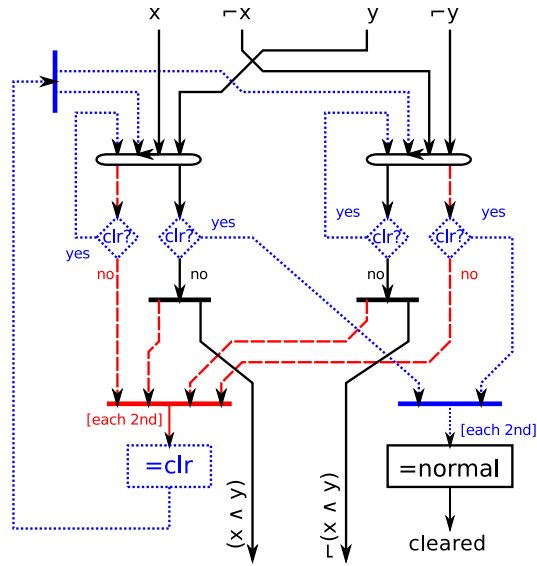 x ⌐x y ⌐y
clr? clr? clr? clr?
yes yes yes yes
no no no no
[each 2nd] [each 2nd]
=clr =normal
(x ∧ y) ⌐(x ∧ y) cleared